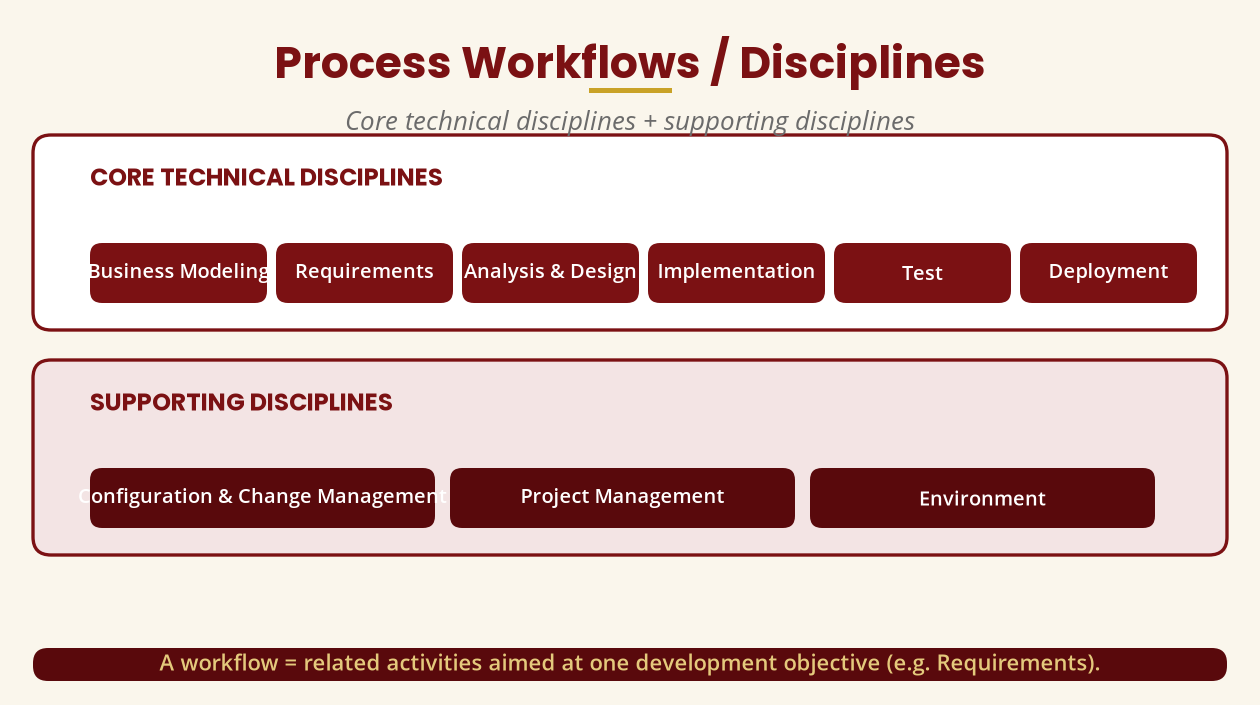 Process Workflows / Disciplines
Core technical disciplines + supporting disciplines
CORE TECHNICAL DISCIPLINES
Business Modeling
Requirements
Analysis & Design
Implementation
Test
Deployment
SUPPORTING DISCIPLINES
Configuration & Change Management
Project Management
Environment
A workflow = related activities aimed at one development objective (e.g. Requirements).